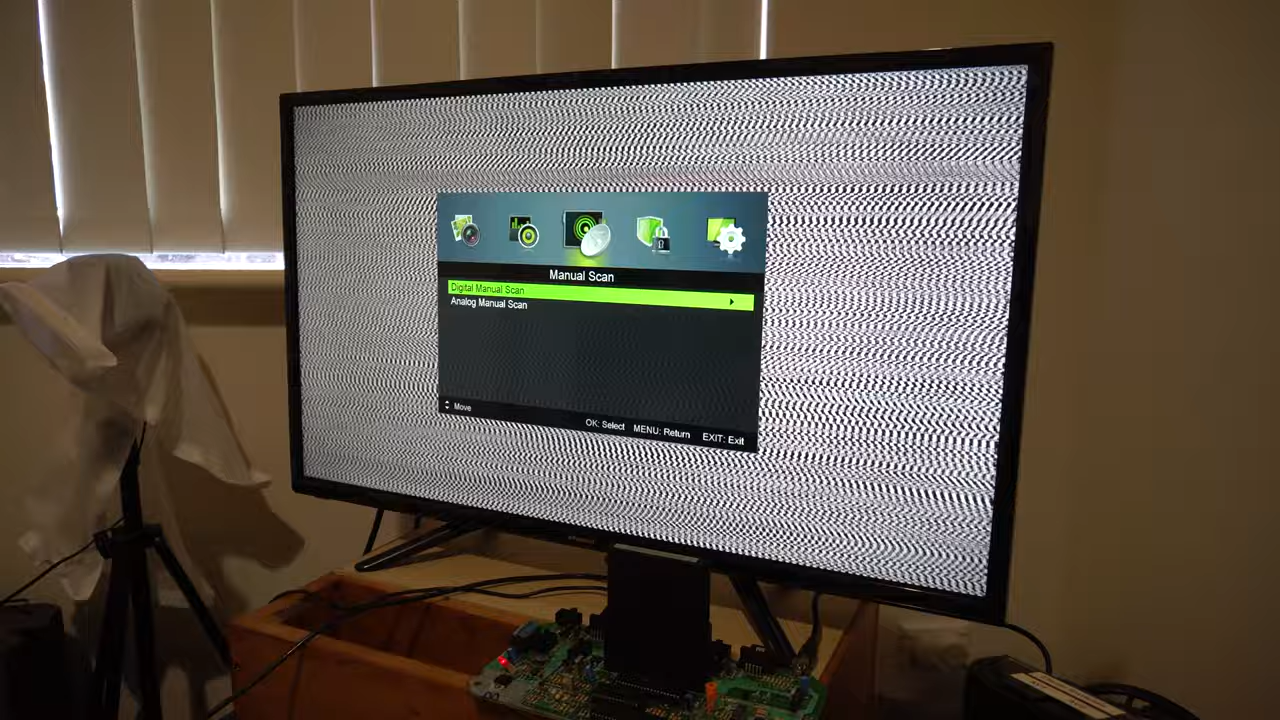 Manual Scan
Digital Manual Scan
Analog Manual Scan
Move
OK: Select MENU: Return EXIT: Exit